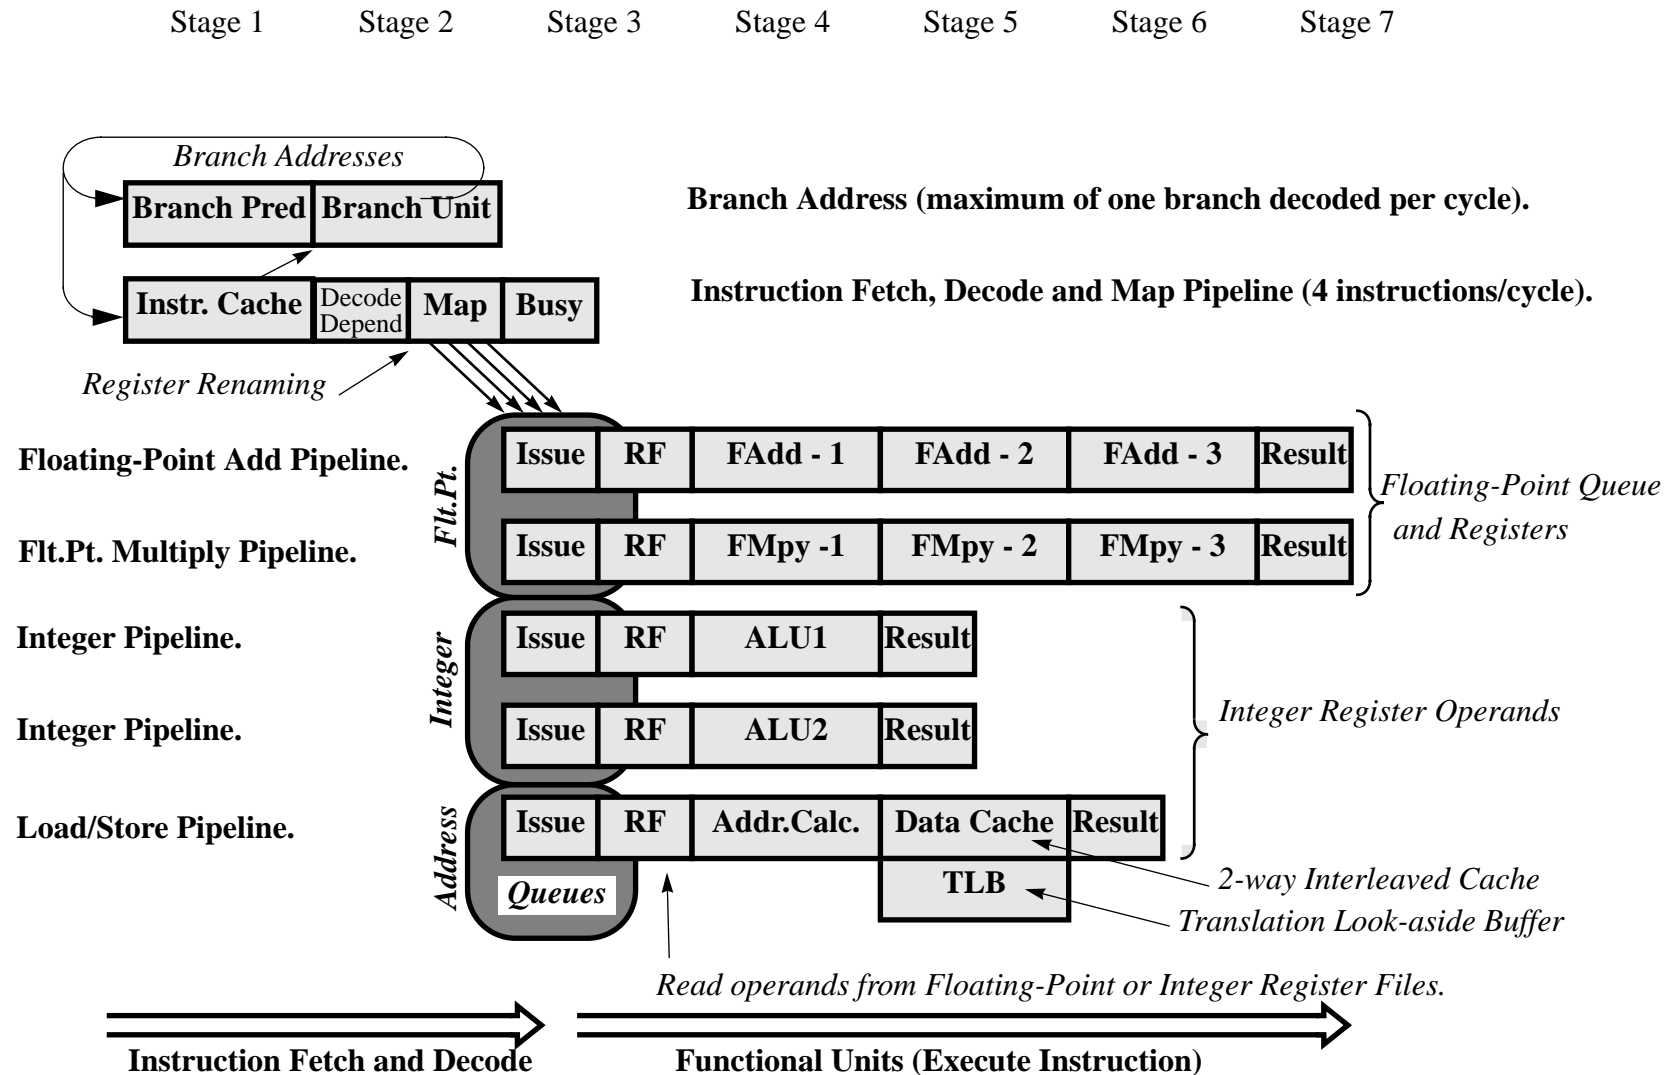 Stage 1 Stage 2 Stage 3 Stage 4 Stage 5 Stage 6 Stage 7
Branch Addresses
Branch Pred Branch Unit
Branch Address (maximum of one branch decoded per cycle).
Instr. Cache
Decode
Depend
Map Busy
Instruction Fetch, Decode and Map Pipeline (4 instructions/cycle).
Register Renaming
Floating-Point Add Pipeline.
Flt.Pt.
Issue RF FAdd - 1 FAdd - 2 FAdd - 3 Result
Floating-Point Queue
and Registers
Flt.Pt. Multiply Pipeline.
Issue RF FMpy -1 FMpy - 2 FMpy - 3 Result
Integer Pipeline.
Integer
Issue RF ALU1 Result
Integer Register Operands
Integer Pipeline.
Issue RF ALU2 Result
Load/Store Pipeline.
Address
Issue RF Addr.Calc. Data Cache Result
Queues
TLB
2-way Interleaved Cache
Translation Look-aside Buffer
Read operands from Floating-Point or Integer Register Files.
Instruction Fetch and Decode
Functional Units (Execute Instruction)